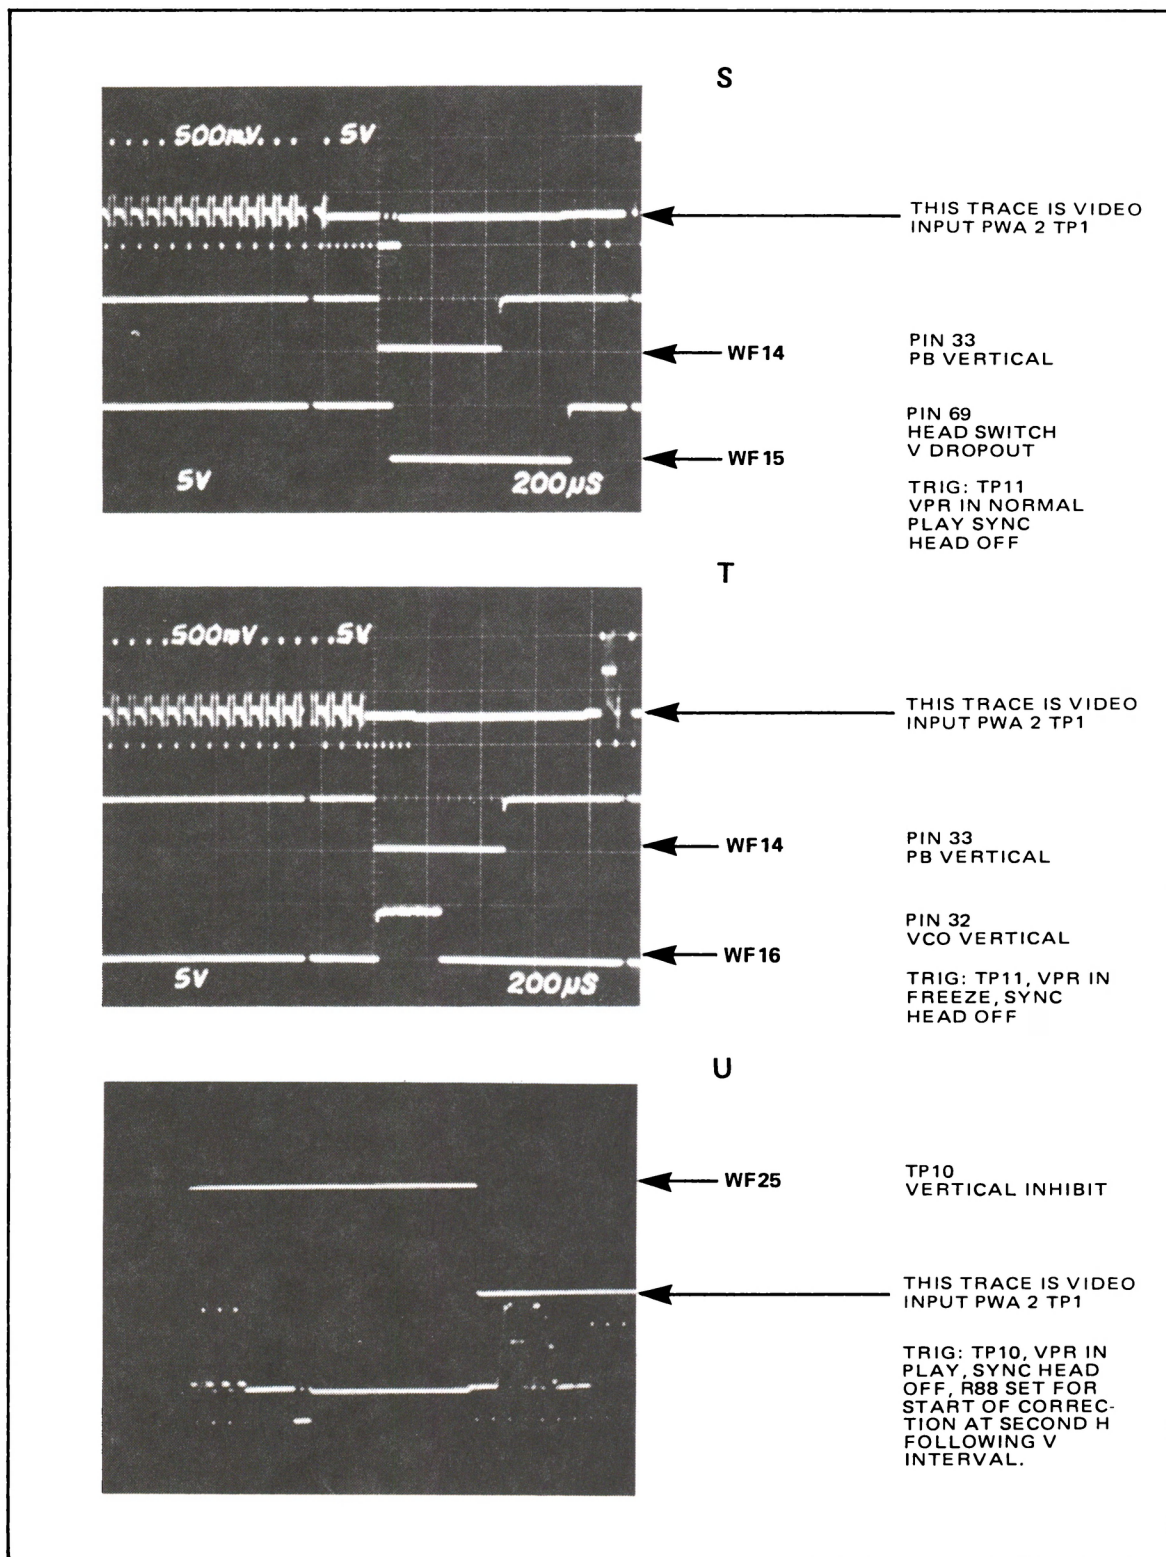 S
....500mV... .5V
THIS TRACE IS VIDEO
INPUT PWA 2 TP1
WF14
PIN 33
PB VERTICAL
WF15
PIN 69
HEAD SWITCH
V DROPOUT
5V
200µS
TRIG: TP11
VPR IN NORMAL
PLAY SYNC
HEAD OFF
T
....500mV.....5V
THIS TRACE IS VIDEO
INPUT PWA 2 TP1
WF14
PIN 33
PB VERTICAL
WF16
PIN 32
VCO VERTICAL
5V
200µS
TRIG: TP11, VPR IN
FREEZE, SYNC
HEAD OFF
U
WF25
TP10
VERTICAL INHIBIT
THIS TRACE IS VIDEO
INPUT PWA 2 TP1
TRIG: TP10, VPR IN
PLAY, SYNC HEAD
OFF, R88 SET FOR
START OF CORREC-
TION AT SECOND H
FOLLOWING V
INTERVAL.